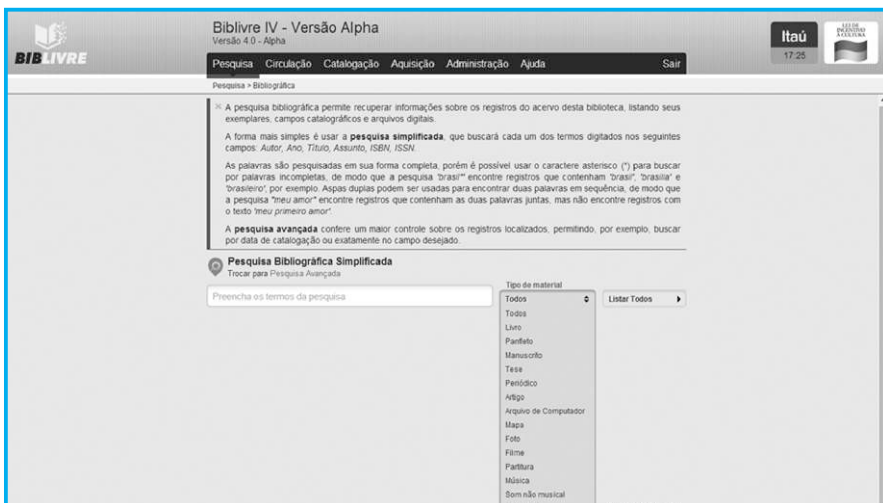 BIBLIVRE
Biblivre IV - Versão Alpha
Versão 4.0 - Alpha
Itaú
17:25
LEI DE
INCENTIVO
À CULTURA
Pesquisa Circulação Catalogação Aquisição Administração Ajuda Sair
Pesquisa > Bibliográfica
× A pesquisa bibliográfica permite recuperar informações sobre os registros do acervo desta biblioteca, listando seus
exemplares, campos catalográficos e arquivos digitais.
A forma mais simples é usar a pesquisa simplificada, que buscará cada um dos termos digitados nos seguintes
campos: Autor, Ano, Título, Assunto, ISBN, ISSN.
As palavras são pesquisadas em sua forma completa, porém é possível usar o caractere asterisco (*) para buscar
por palavras incompletas, de modo que a pesquisa 'brasil*' encontre registros que contenham 'brasil', 'brasilia' e
'brasileiro', por exemplo. Aspas duplas podem ser usadas para encontrar duas palavras em sequência, de modo que
a pesquisa "meu amor" encontre registros que contenham as duas palavras juntas, mas não encontre registros com
o texto 'meu primeiro amor'.
A pesquisa avançada confere um maior controle sobre os registros localizados, permitindo, por exemplo, buscar
por data de catalogação ou exatamente no campo desejado.
Pesquisa Bibliográfica Simplificada
Trocar para Pesquisa Avançada
Preencha os termos da pesquisa
Tipo de material
Todos
Listar Todos
Todos
Livro
Panfleto
Manuscrito
Tese
Periódico
Artigo
Arquivo de Computador
Mapa
Foto
Filme
Partitura
Música
Som não musical